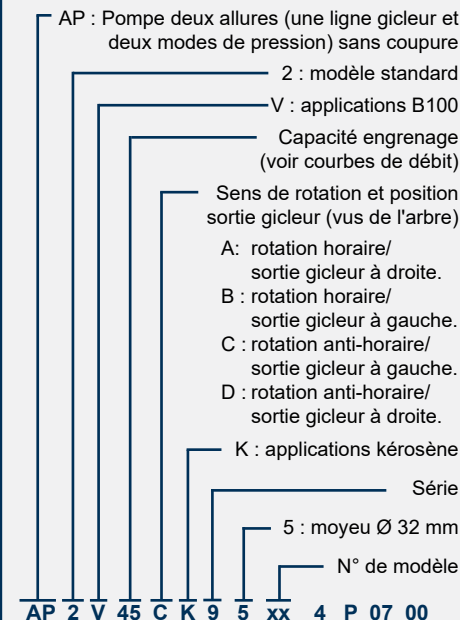 AP : Pompe deux allures (une ligne gicleur et
deux modes de pression) sans coupure
2 : modèle standard
V : applications B100
Capacité engrenage
(voir courbes de débit)
Sens de rotation et position
sortie gicleur (vus de l'arbre)
A: rotation horaire/
sortie gicleur à droite.
B : rotation horaire/
sortie gicleur à gauche.
C : rotation anti-horaire/
sortie gicleur à gauche.
D : rotation anti-horaire/
sortie gicleur à droite.
K : applications kérosène
Série
5 : moyeu Ø 32 mm
N° de modèle
AP 2 V 45 C K 9 5 xx 4 P 07 00